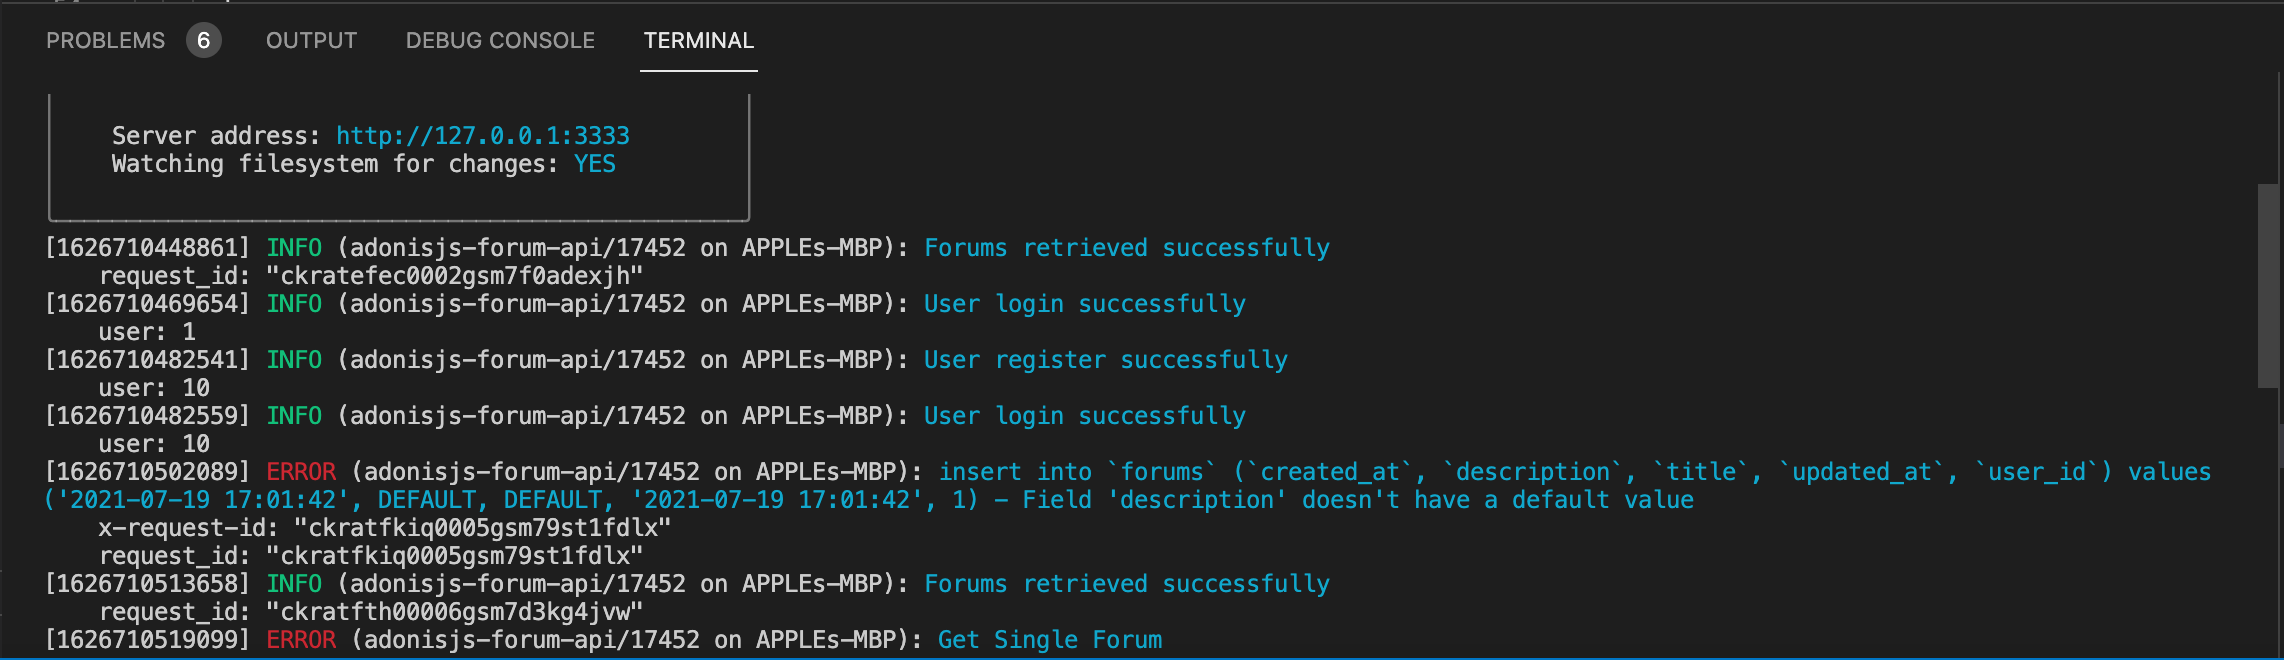 PROBLEMS 6 OUTPUT DEBUG CONSOLE TERMINAL
Server address: http://127.0.0.1:3333
Watching filesystem for changes: YES
[1626710448861] INFO (adonisjs-forum-api/17452 on APPLEs-MBP): Forums retrieved successfully
request_id: "ckratefec0002gsm7f0adexjh"
[1626710469654] INFO (adonisjs-forum-api/17452 on APPLEs-MBP): User login successfully
user: 1
[1626710482541] INFO (adonisjs-forum-api/17452 on APPLEs-MBP): User register successfully
user: 10
[1626710482559] INFO (adonisjs-forum-api/17452 on APPLEs-MBP): User login successfully
user: 10
[1626710502089] ERROR (adonisjs-forum-api/17452 on APPLEs-MBP): insert into `forums` (`created_at`, `description`, `title`, `updated_at`, `user_id`) values
('2021-07-19 17:01:42', DEFAULT, DEFAULT, '2021-07-19 17:01:42', 1) - Field 'description' doesn't have a default value
x-request-id: "ckratfkiq0005gsm79st1fdlx"
request_id: "ckratfkiq0005gsm79st1fdlx"
[1626710513658] INFO (adonisjs-forum-api/17452 on APPLEs-MBP): Forums retrieved successfully
request_id: "ckratfth00006gsm7d3kg4jvw"
[1626710519099] ERROR (adonisjs-forum-api/17452 on APPLEs-MBP): Get Single Forum